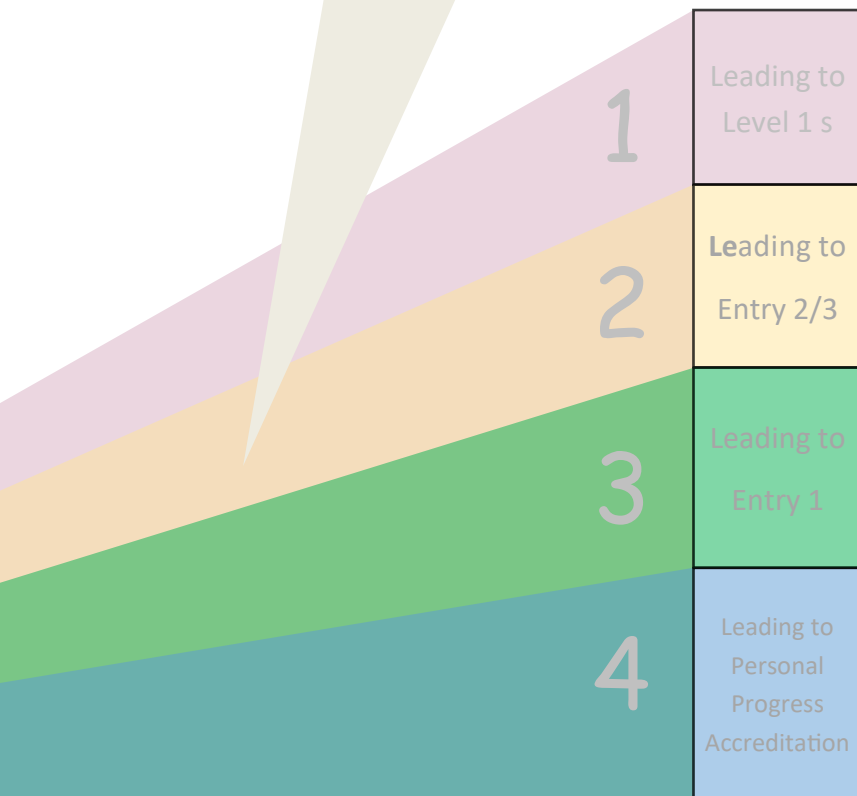 1
Leading to
Level 1 s
2
Leading to
Entry 2/3
3
Leading to
Entry 1
4
Leading to
Personal
Progress
Accreditation